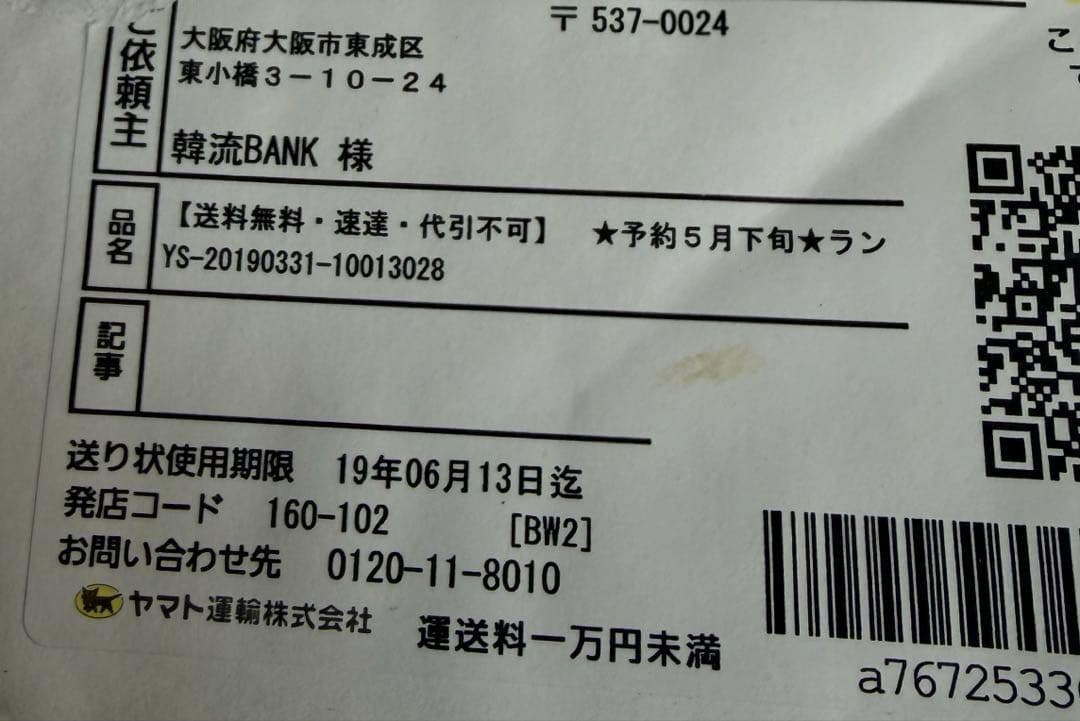 〒537-0024
ご依頼主
大阪府大阪市東成区
東小橋3-10-24
韓流BANK 様
品名
【送料無料・速達・代引不可】 ★予約5月下旬★ラン
YS-20190331-10013028
記事
送り状使用期限 19年06月13日迄
発店コード 160-102 [BW2]
お問い合わせ先 0120-11-8010
ヤマト運輸株式会社 運送料一万円未満
a7672533